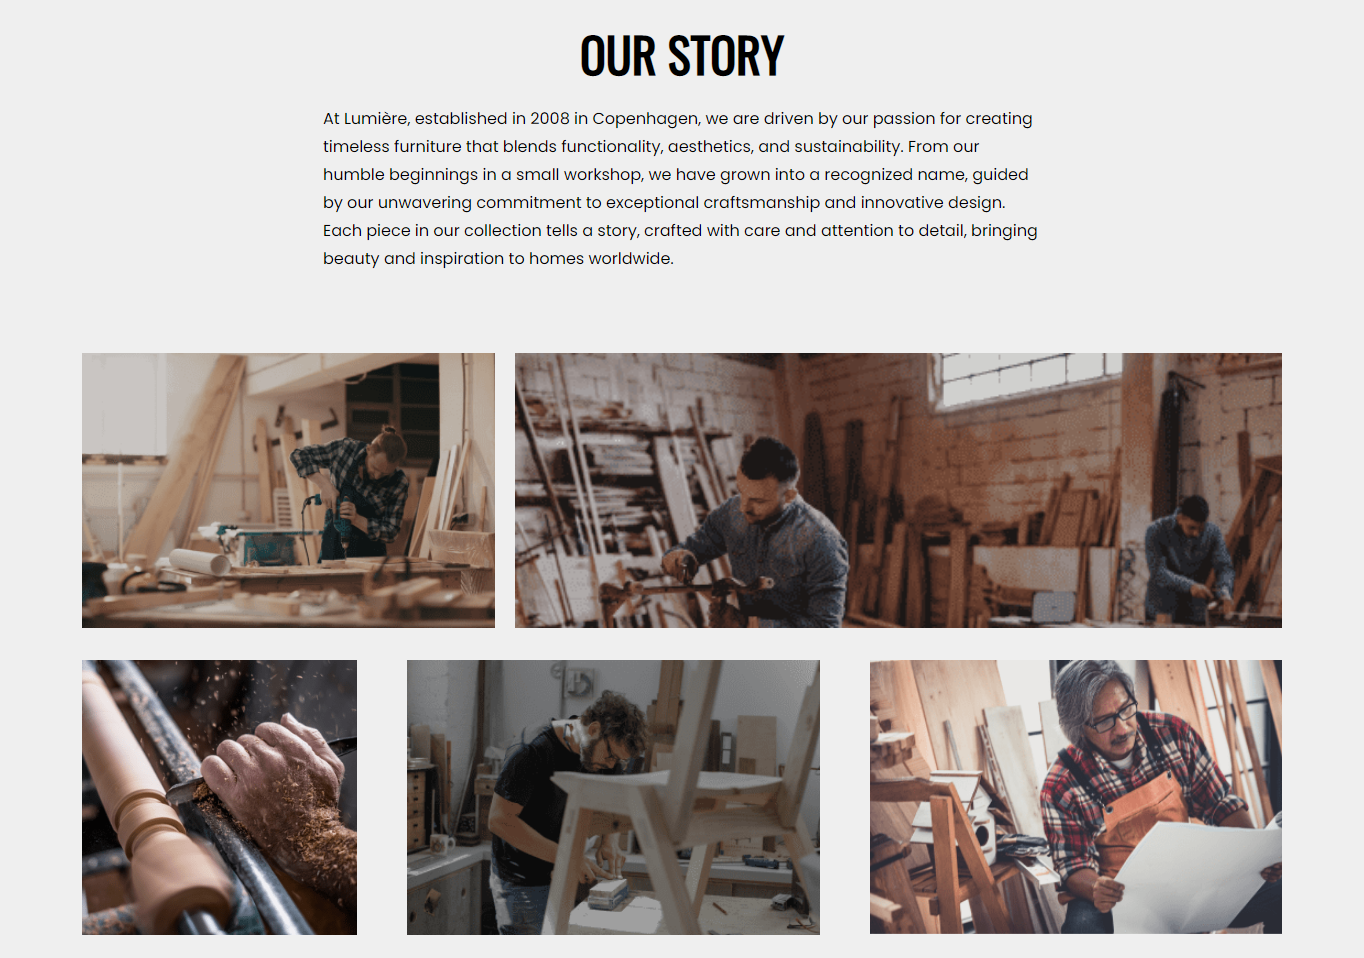 OUR STORY
At Lumière, established in 2008 in Copenhagen, we are driven by our passion for creating
timeless furniture that blends functionality, aesthetics, and sustainability. From our
humble beginnings in a small workshop, we have grown into a recognized name, guided
by our unwavering commitment to exceptional craftsmanship and innovative design.
Each piece in our collection tells a story, crafted with care and attention to detail, bringing
beauty and inspiration to homes worldwide.